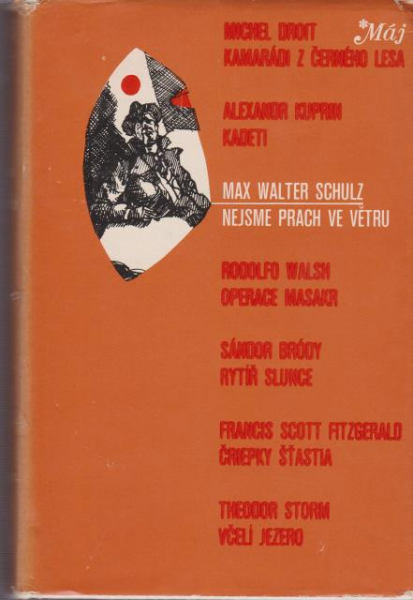 *Máj
MICHEL DROIT
KAMARÁDI Z ČERNÉHO LESA
ALEXANDR KUPRIN
KADETI
MAX WALTER SCHULZ
NEJSME PRACH VE VĚTRU
RODOLFO WALSH
OPERACE MASAKR
SÁNDOR BRÓDY
RYTÍŘ SLUNCE
FRANCIS SCOTT FITZGERALD
ČRIEPKY ŠŤASTIA
THEODOR STORM
VČELÍ JEZERO